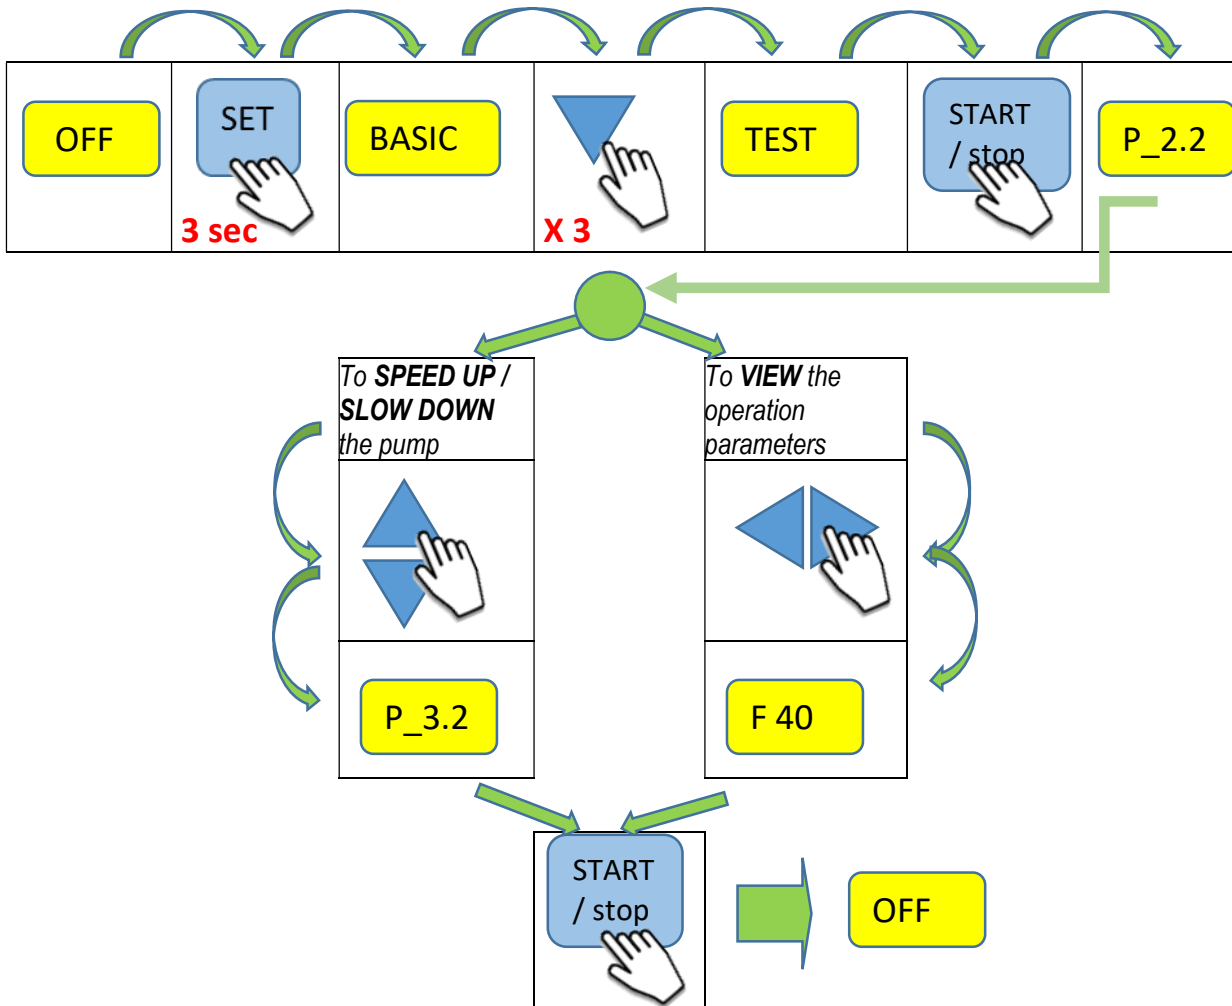 OFF
SET
3 sec
BASIC
X 3
TEST
START
/ stop
P_2.2
To SPEED UP /
SLOW DOWN
the pump
To VIEW the
operation
parameters
P_3.2
F 40
START
/ stop
OFF